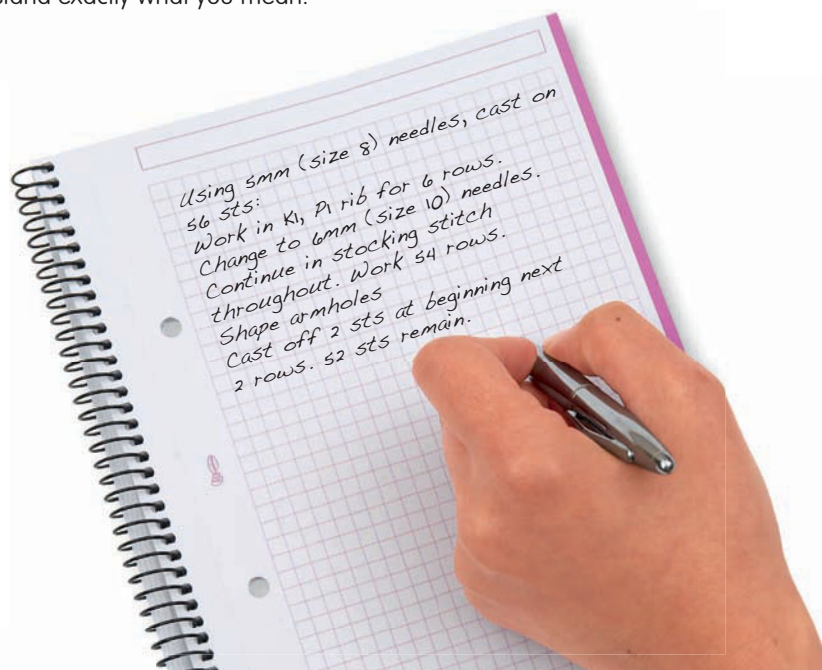 exactly what you mean.
Using 5mm (size 8) needles, cast on
56 sts:
Work in K1, P1 rib for 6 rows.
Change to 6mm (size 10) needles.
Continue in stocking stitch
throughout. Work 54 rows.
Shape armholes
Cast off 2 sts at beginning next
2 rows. 52 sts remain.